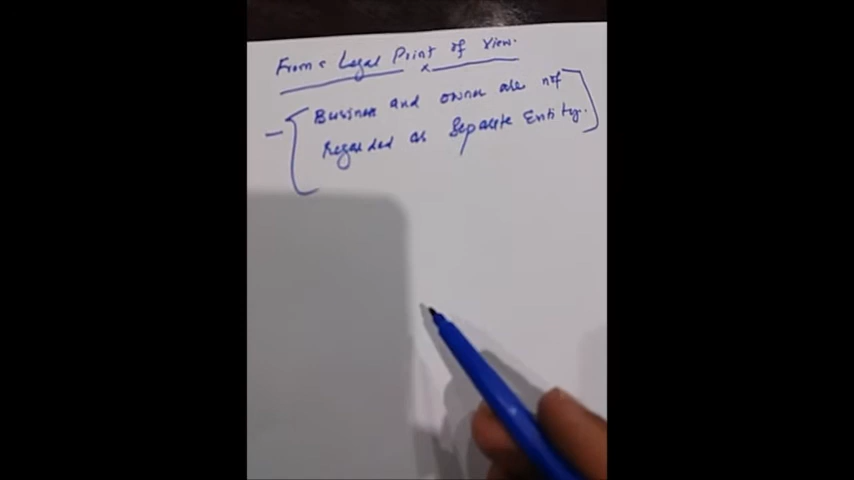 From a Legal Point of View.
Business and owner are not
Regarded as Separate Entity.